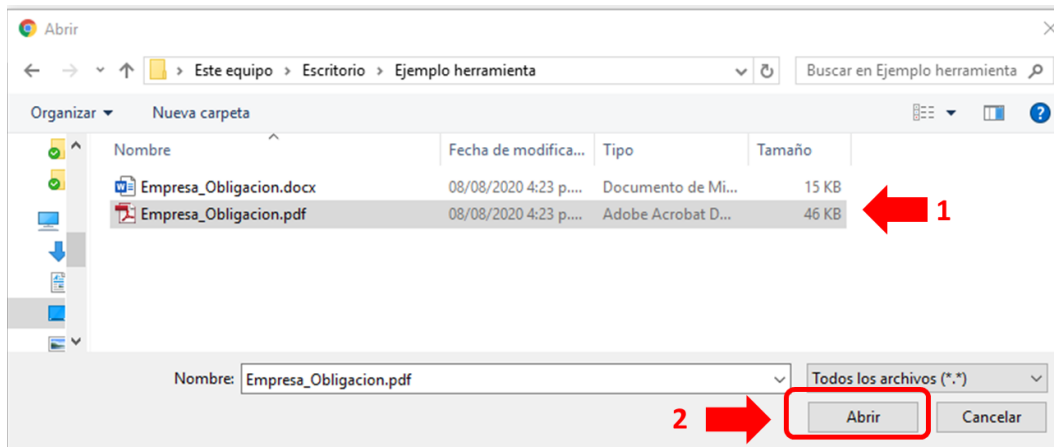 Abrir
Este equipo > Escritorio > Ejemplo herramienta
Buscar en Ejemplo herramienta
Organizar
Nueva carpeta
?
Nombre
Fecha de modifica...
Tipo
Tamaño
Empresa_Obligacion.docx 08/08/2020 4:23 p.... Documento de Mi... 15 KB
Empresa_Obligacion.pdf 08/08/2020 4:23 p.... Adobe Acrobat D... 46 KB
1
Nombre: Empresa_Obligacion.pdf
Todos los archivos (*.*)
2
Abrir
Cancelar